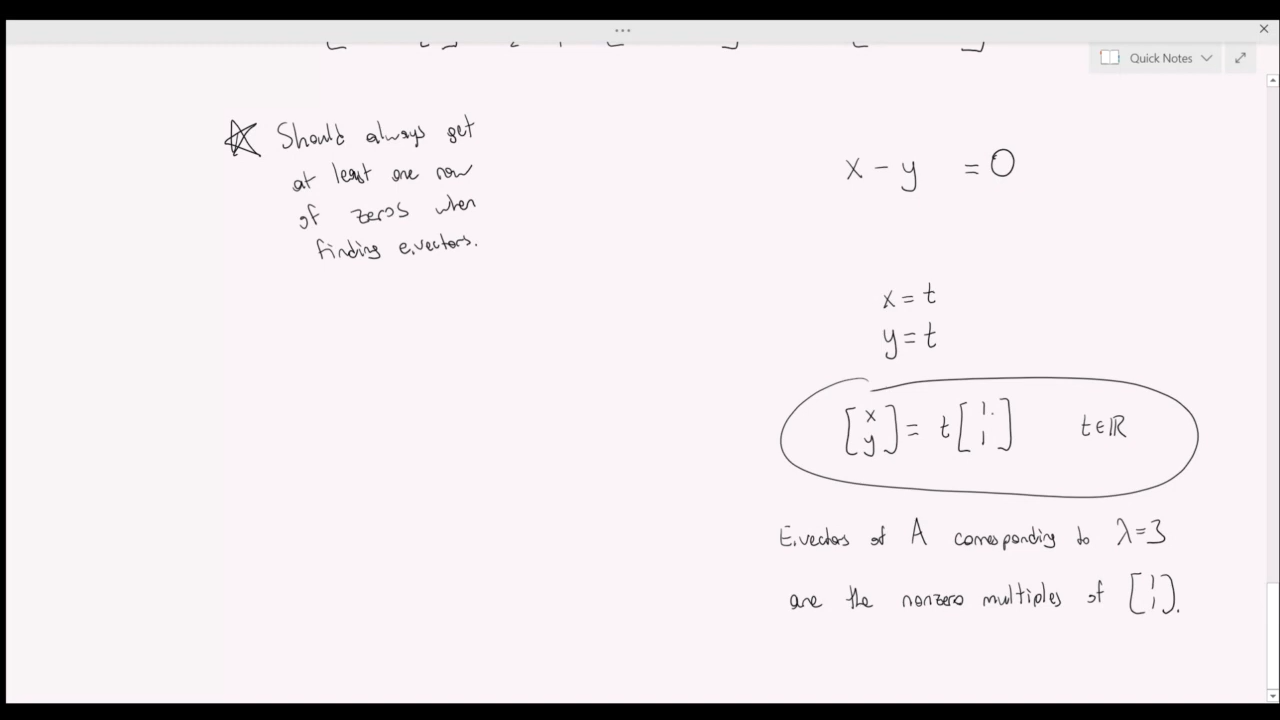 Quick Notes
☆ Should always get
at least one row
of zeros when
finding e.vectors.
x - y = 0
x = t
y = t
[x y] = t [1 1] t ∈ ℝ
E.vectors of A corresponding to λ=3
are the nonzero multiples of [1 1].